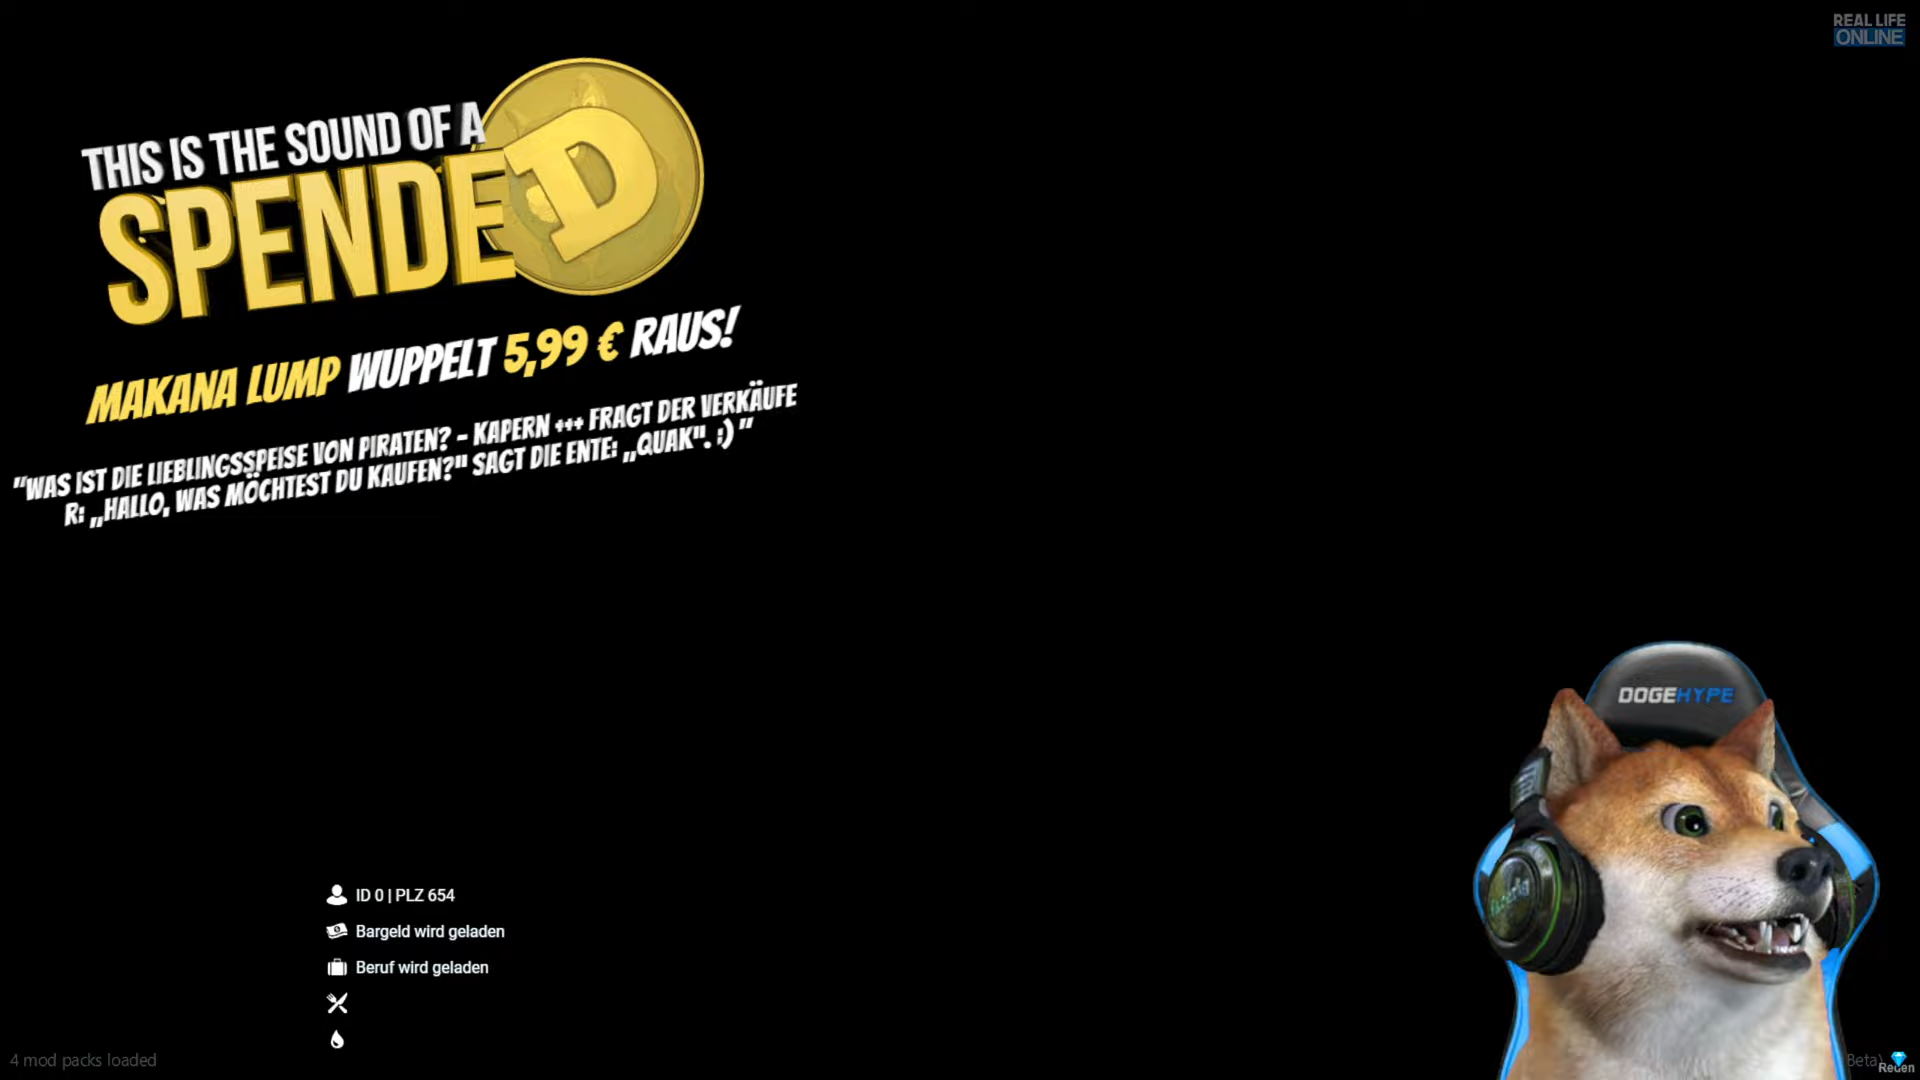 REAL LIFE
ONLINE
THIS IS THE SOUND OF A
SPENDE
D
MAKANA LUMP WUPPELT 5,99 € RAUS!
"WAS IST DIE LIEBLINGSSPEISE VON PIRATEN? - KAPERN +++ FRAGT DER VERKÄUFE
R: „HALLO, WAS MÖCHTEST DU KAUFEN?" SAGT DIE ENTE: „QUAK". :) "
DOGEHYPE
ID 0 | PLZ 654
Bargeld wird geladen
Beruf wird geladen
4 mod packs loaded
Beta)
Reden